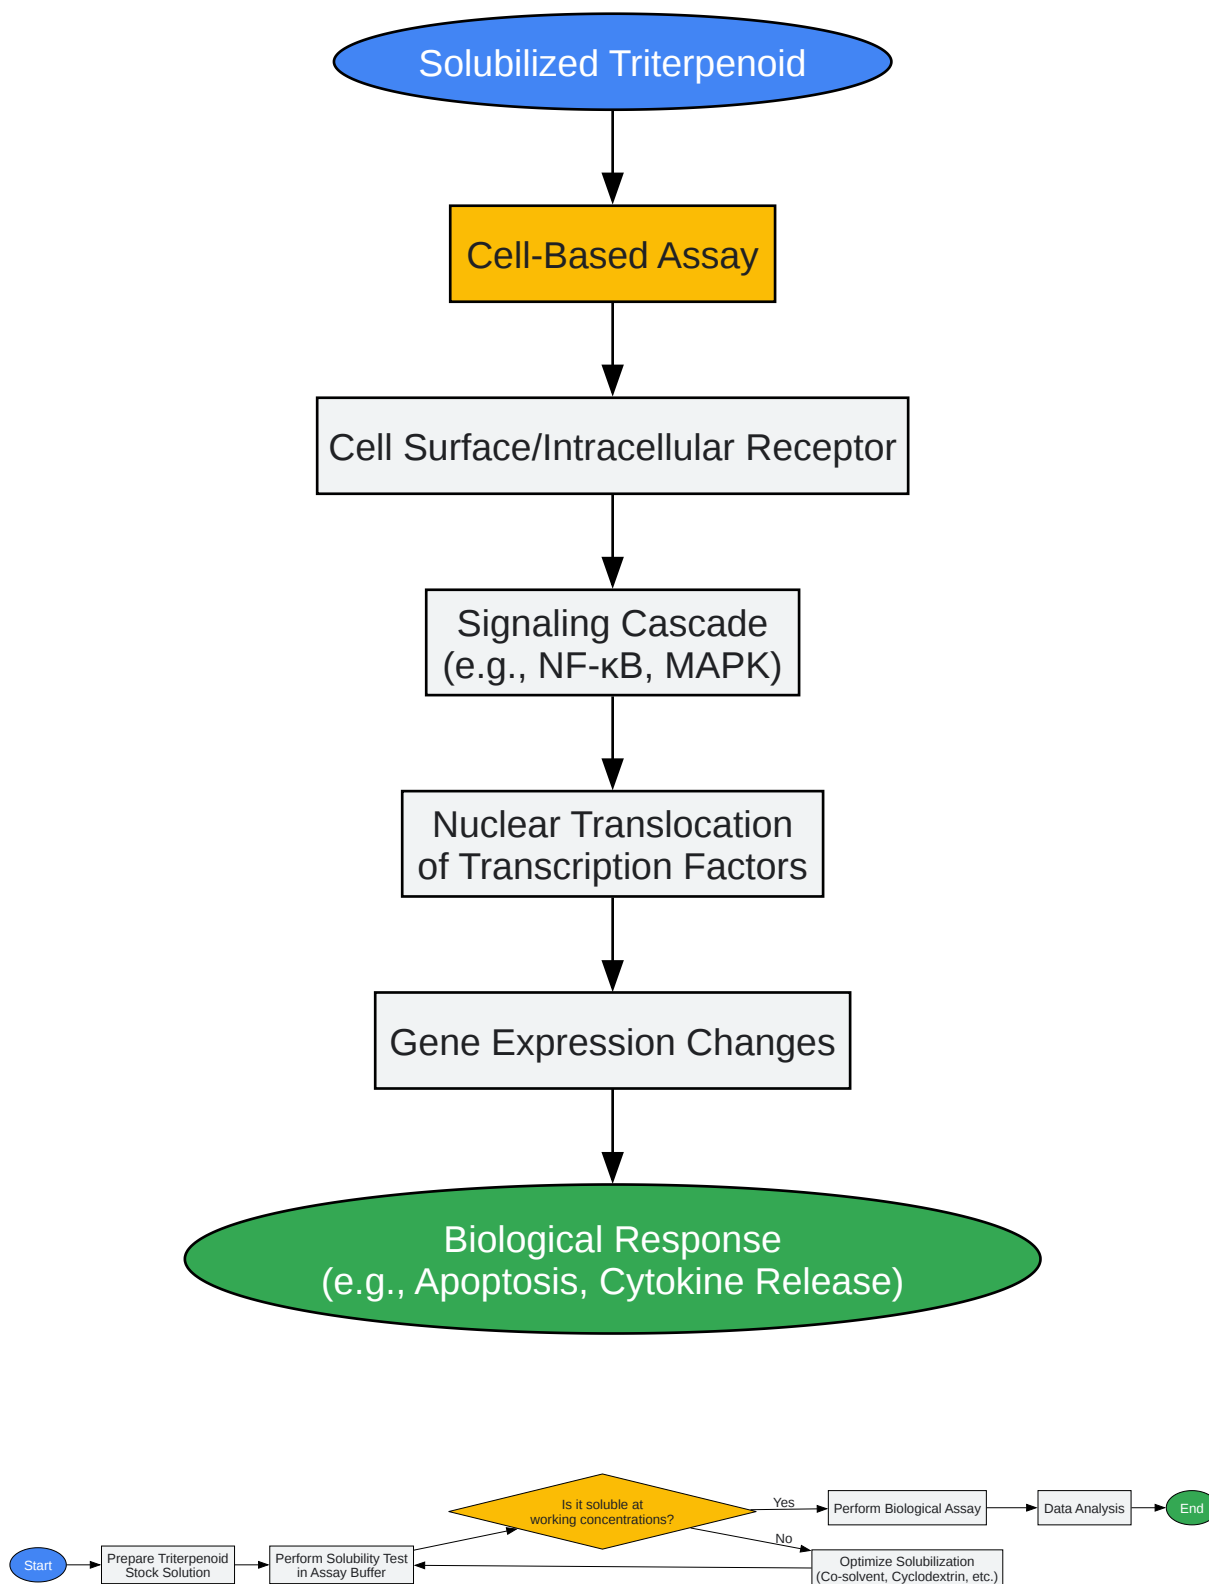 Solubilized Triterpenoid
Cell-Based Assay
Cell Surface/Intracellular Receptor
Signaling Cascade
(e.g., NF-κB, MAPK)
Nuclear Translocation
of Transcription Factors
Gene Expression Changes
Biological Response
(e.g., Apoptosis, Cytokine Release)
Start
Prepare Triterpenoid
Stock Solution
Perform Solubility Test
in Assay Buffer
Is it soluble at
working concentrations?
Yes
Perform Biological Assay
Data Analysis
End
No
Optimize Solubilization
(Co-solvent, Cyclodextrin, etc.)